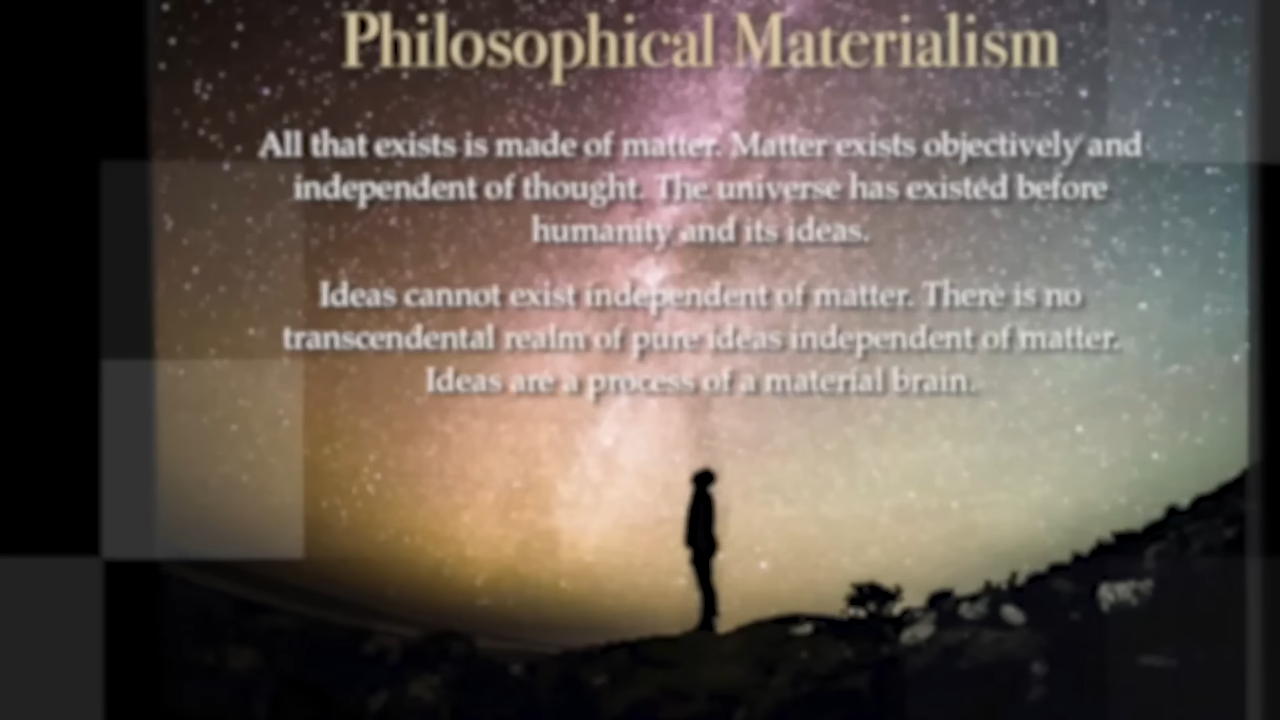 Philosophical Materialism
All that exists is made of matter. Matter exists objectively and
independent of thought. The universe has existed before
humanity and its ideas.
Ideas cannot exist independent of matter. There is no
transcendental realm of pure ideas independent of matter.
Ideas are a process of a material brain.